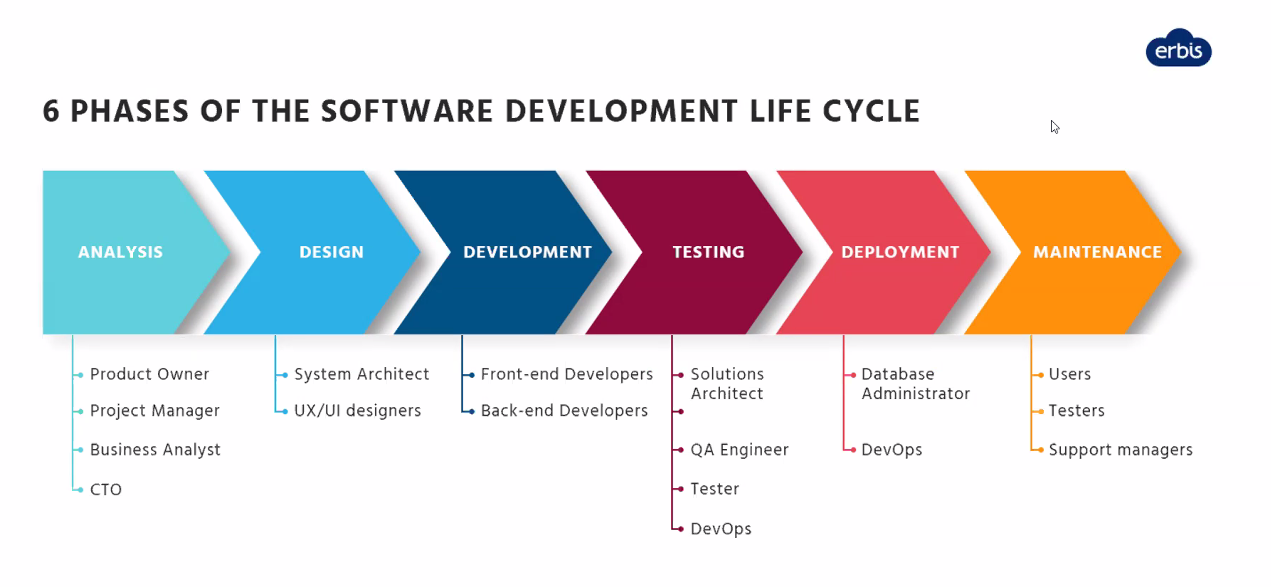 erbis
6 PHASES OF THE SOFTWARE DEVELOPMENT LIFE CYCLE
ANALYSIS
DESIGN
DEVELOPMENT
TESTING
DEPLOYMENT
MAINTENANCE
Product Owner
Project Manager
Business Analyst
CTO
System Architect
UX/UI designers
Front-end Developers
Back-end Developers
Solutions
Architect
QA Engineer
Tester
DevOps
Database
Administrator
DevOps
Users
Testers
Support managers